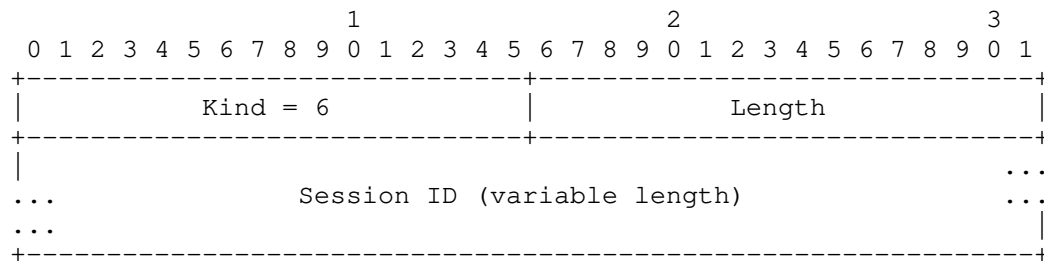 1                   2                   3
 0 1 2 3 4 5 6 7 8 9 0 1 2 3 4 5 6 7 8 9 0 1 2 3 4 5 6 7 8 9 0 1
+-------------------------------+-------------------------------+
|           Kind = 6            |            Length             |
+-------------------------------+-------------------------------+
|                                                             ...
...               Session ID (variable length)                ...
...                                                             |
+---------------------------------------------------------------+